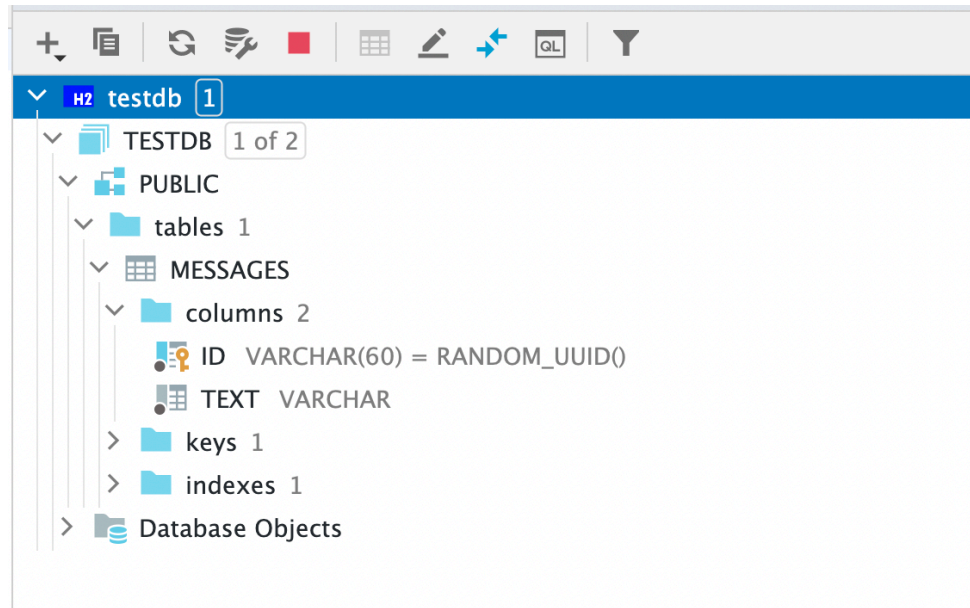 QL
H2 testdb 1
TESTDB 1 of 2
PUBLIC
tables 1
MESSAGES
columns 2
ID VARCHAR(60) = RANDOM_UUID()
TEXT VARCHAR
keys 1
indexes 1
Database Objects